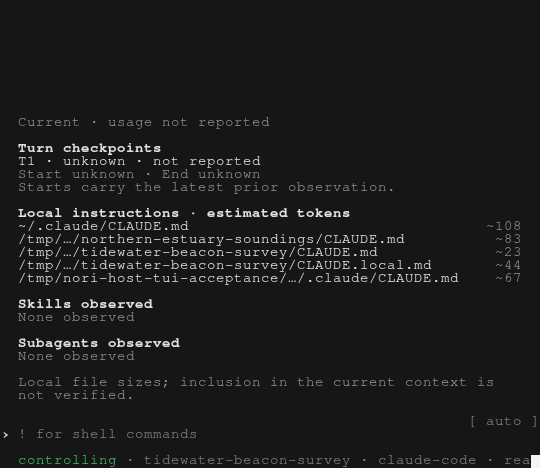 Current · usage not reported
Turn checkpoints
T1 · unknown · not reported
Start unknown · End unknown
Starts carry the latest prior observation.
Local instructions · estimated tokens
~/.claude/CLAUDE.md ~108
/tmp/…/northern-estuary-soundings/CLAUDE.md ~83
/tmp/…/tidewater-beacon-survey/CLAUDE.md ~23
/tmp/…/tidewater-beacon-survey/CLAUDE.local.md ~44
/tmp/nori-host-tui-acceptance/…/.claude/CLAUDE.md ~67
Skills observed
None observed
Subagents observed
None observed
Local file sizes; inclusion in the current context is
not verified.
[ auto ]
› ! for shell commands
controlling · tidewater-beacon-survey · claude-code · rea